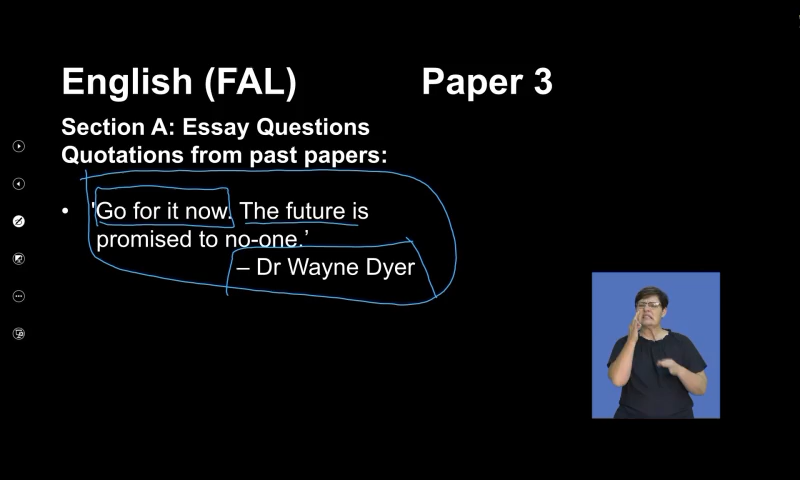 English (FAL) Paper 3
Section A: Essay Questions
Quotations from past papers:
• 'Go for it now. The future is
promised to no-one.’
– Dr Wayne Dyer